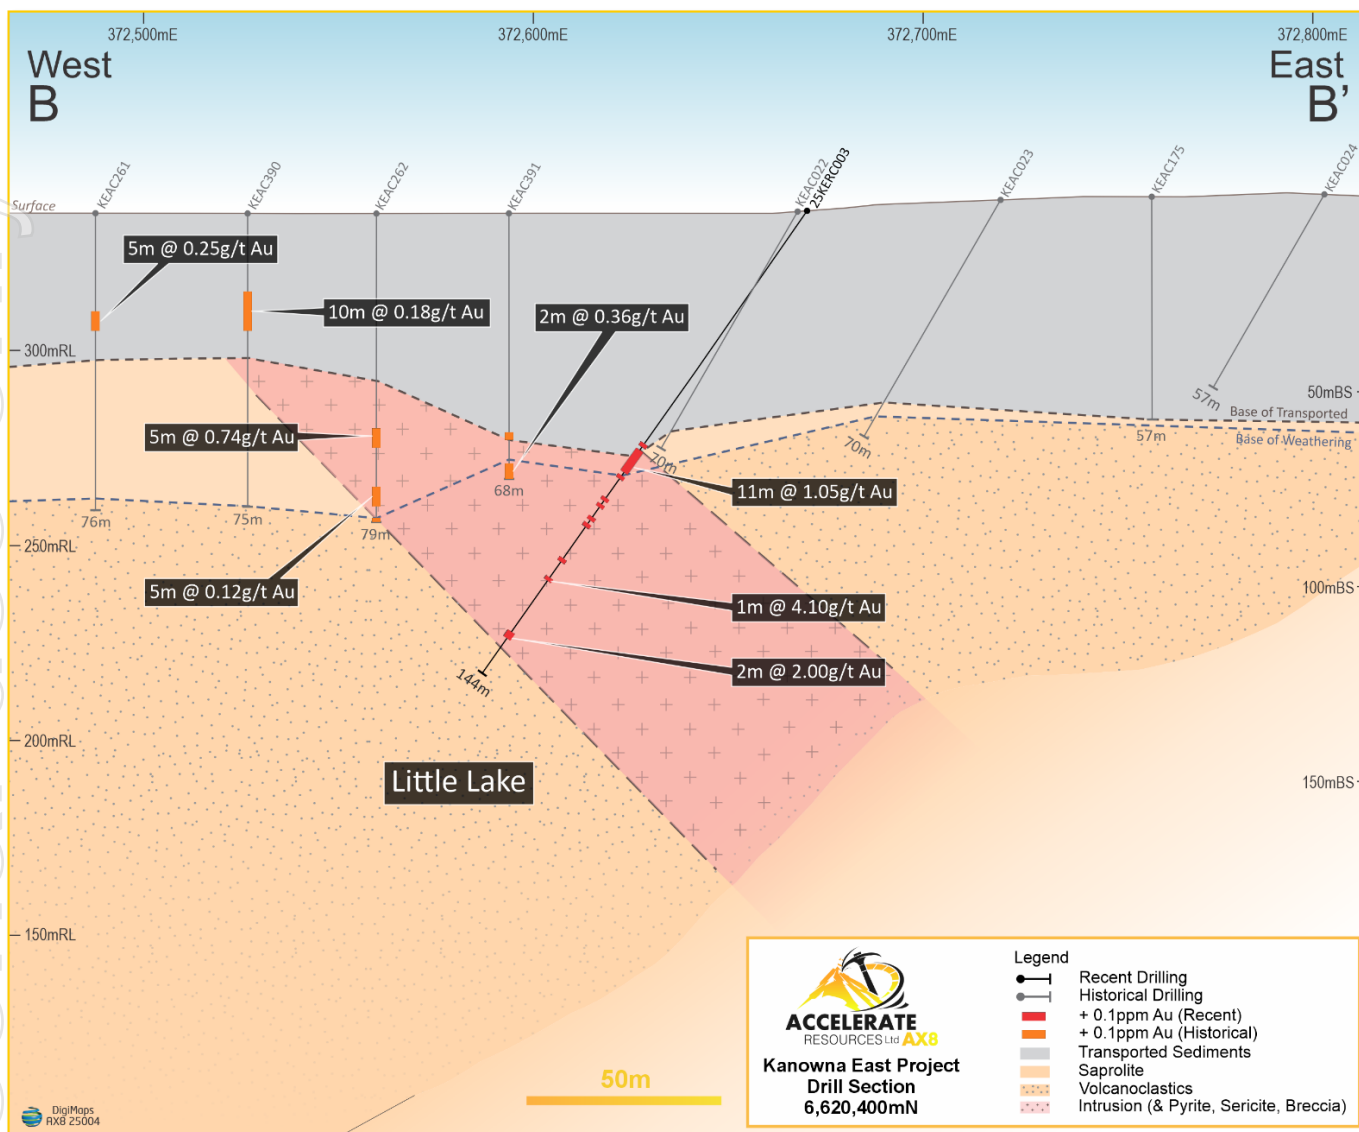 372,500mE
372,600mE
372,700mE
372,800mE
West
B
East
B'
KEAC261
KEAC390
KEAC262
KEAC391
KEAC022
25KERC003
KEAC023
KEAC175
KEAC024
Surface
5m @ 0.25g/t Au
10m @ 0.18g/t Au
2m @ 0.36g/t Au
300mRL
50mBS
57m
Base of Transported
Base of Weathering
5m @ 0.74g/t Au
70m
70m
57m
68m
11m @ 1.05g/t Au
76m
75m
79m
250mRL
100mBS
5m @ 0.12g/t Au
1m @ 4.10g/t Au
2m @ 2.00g/t Au
144m
200mRL
Little Lake
150mBS
150mRL
50m
DigiMaps
AX8 25004
ACCELERATE
RESOURCES Ltd AX8
Kanowna East Project
Drill Section
6,620,400mN
Legend
Recent Drilling
Historical Drilling
+ 0.1ppm Au (Recent)
+ 0.1ppm Au (Historical)
Transported Sediments
Saprolite
Volcanoclastics
Intrusion (& Pyrite, Sericite, Breccia)